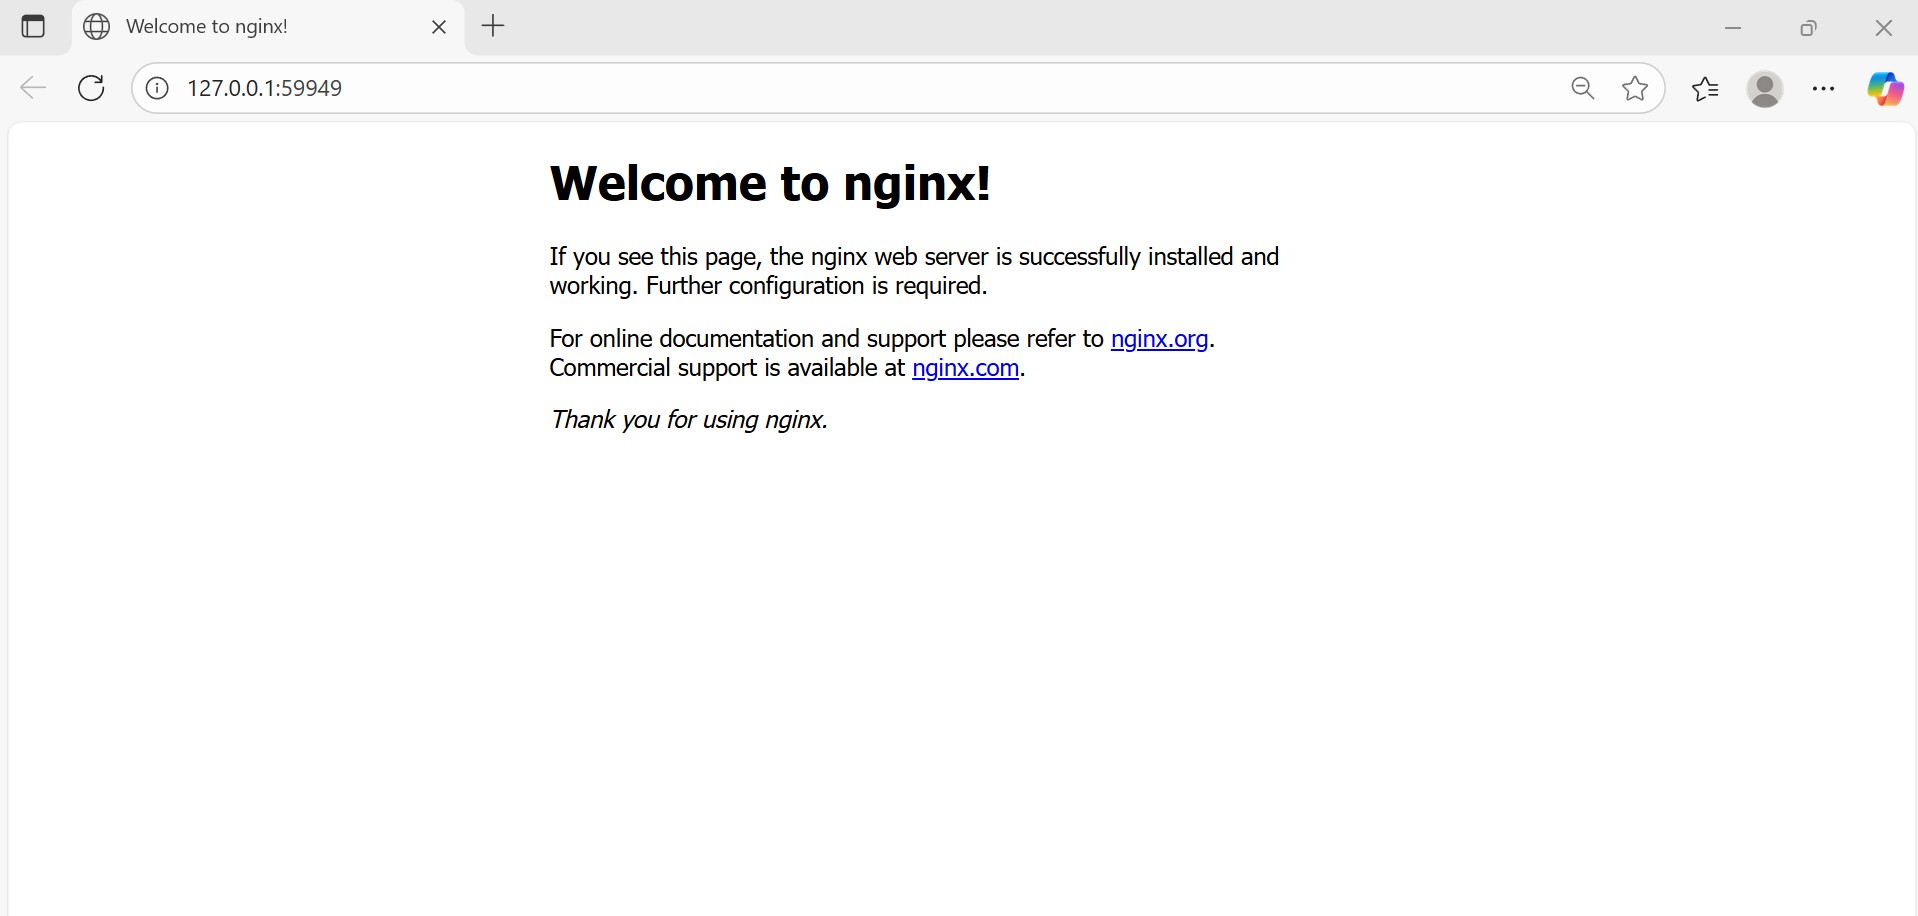 Welcome to nginx!
127.0.0.1:59949
Welcome to nginx!
If you see this page, the nginx web server is successfully installed and
working. Further configuration is required.
For online documentation and support please refer to nginx.org.
Commercial support is available at nginx.com.
Thank you for using nginx.